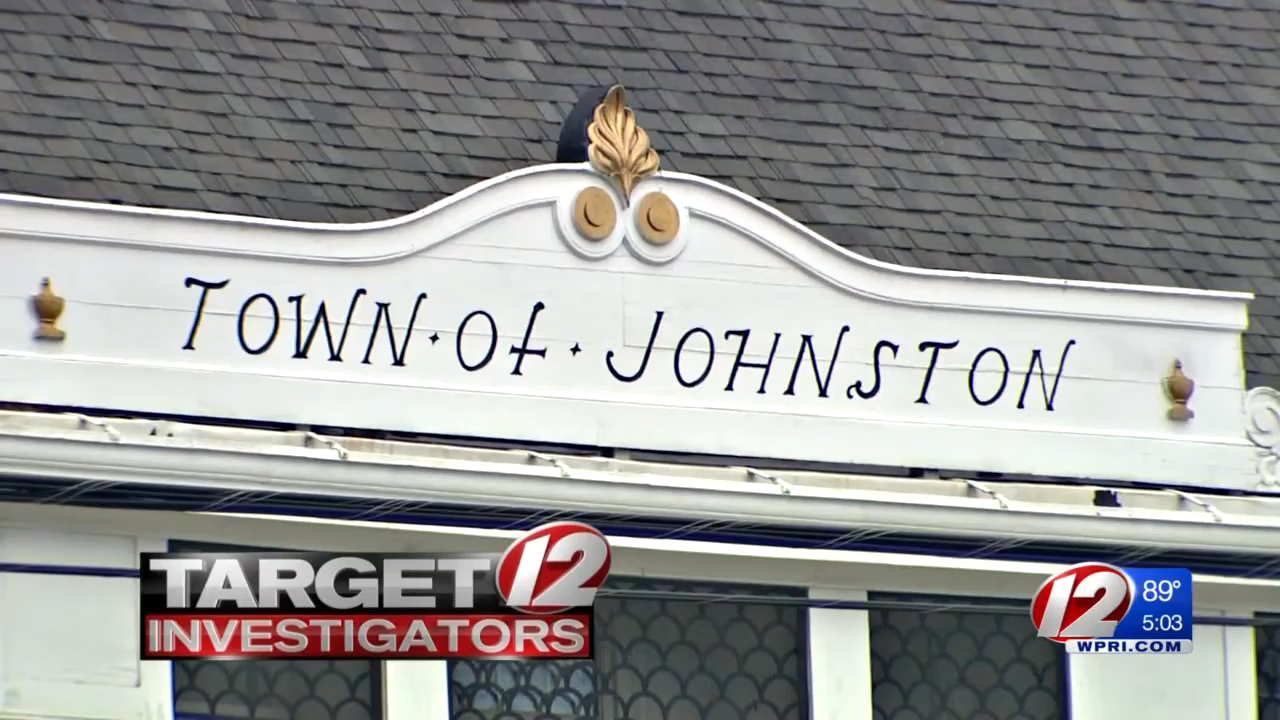 TOWN·Of·JOHNSTON
TARGET 12
INVESTIGATORS
12 89°
5:03
WPRI.COM